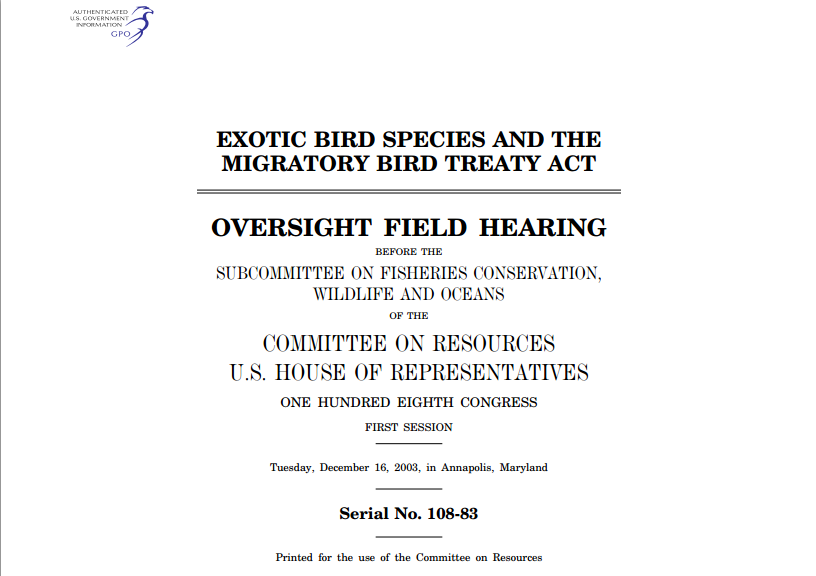 AUTHENTICATED
U.S. GOVERNMENT
INFORMATION
GPO
EXOTIC BIRD SPECIES AND THE
MIGRATORY BIRD TREATY ACT
OVERSIGHT FIELD HEARING
BEFORE THE
SUBCOMMITTEE ON FISHERIES CONSERVATION,
WILDLIFE AND OCEANS
OF THE
COMMITTEE ON RESOURCES
U.S. HOUSE OF REPRESENTATIVES
ONE HUNDRED EIGHTH CONGRESS
FIRST SESSION
Tuesday, December 16, 2003, in Annapolis, Maryland
Serial No. 108-83
Printed for the use of the Committee on Resources